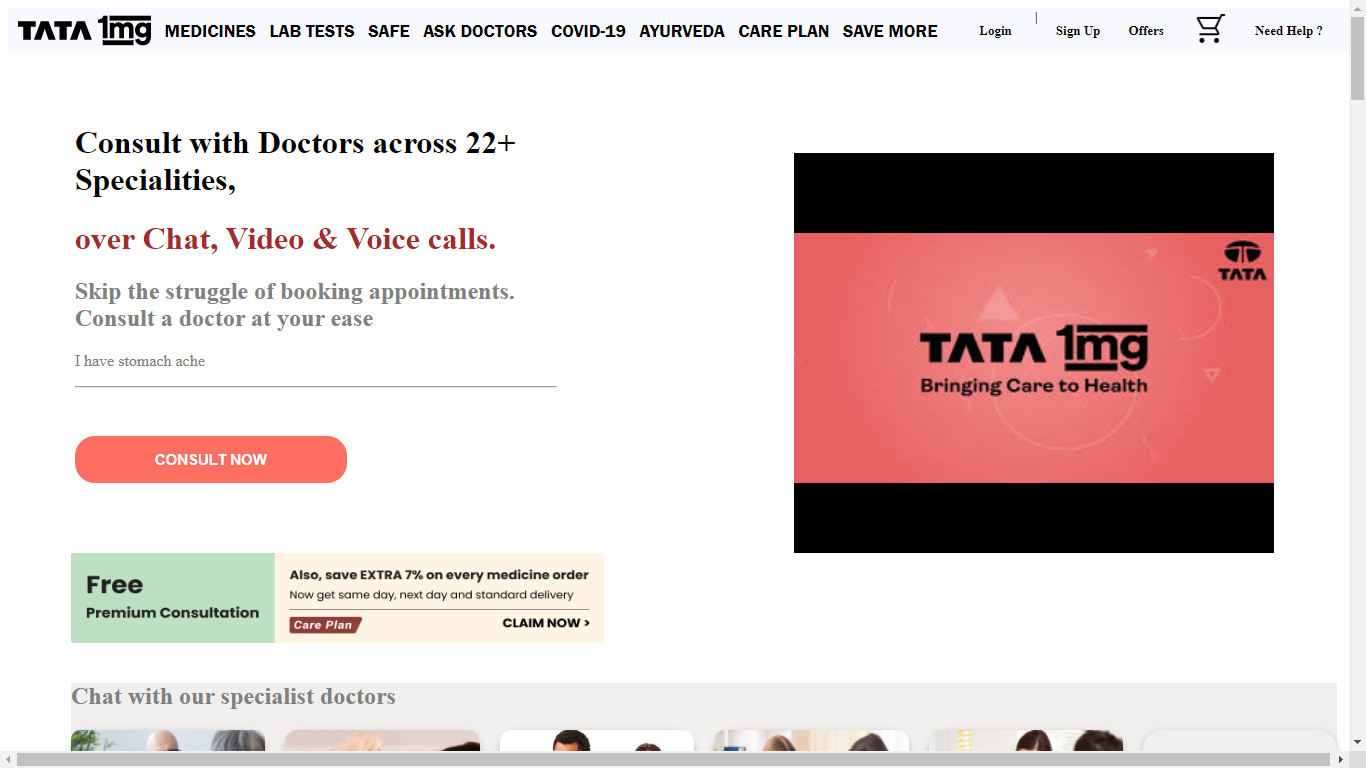 TATA 1mg MEDICINES LAB TESTS SAFE ASK DOCTORS COVID-19 AYURVEDA CARE PLAN SAVE MORE Login | Sign Up Offers Need Help ?
Consult with Doctors across 22+
Specialities,
over Chat, Video & Voice calls.
Skip the struggle of booking appointments.
Consult a doctor at your ease
I have stomach ache
CONSULT NOW
TATA
TATA 1mg
Bringing Care to Health
Free
Premium Consultation
Also, save EXTRA 7% on every medicine order
Now get same day, next day and standard delivery
Care Plan
CLAIM NOW >
Chat with our specialist doctors